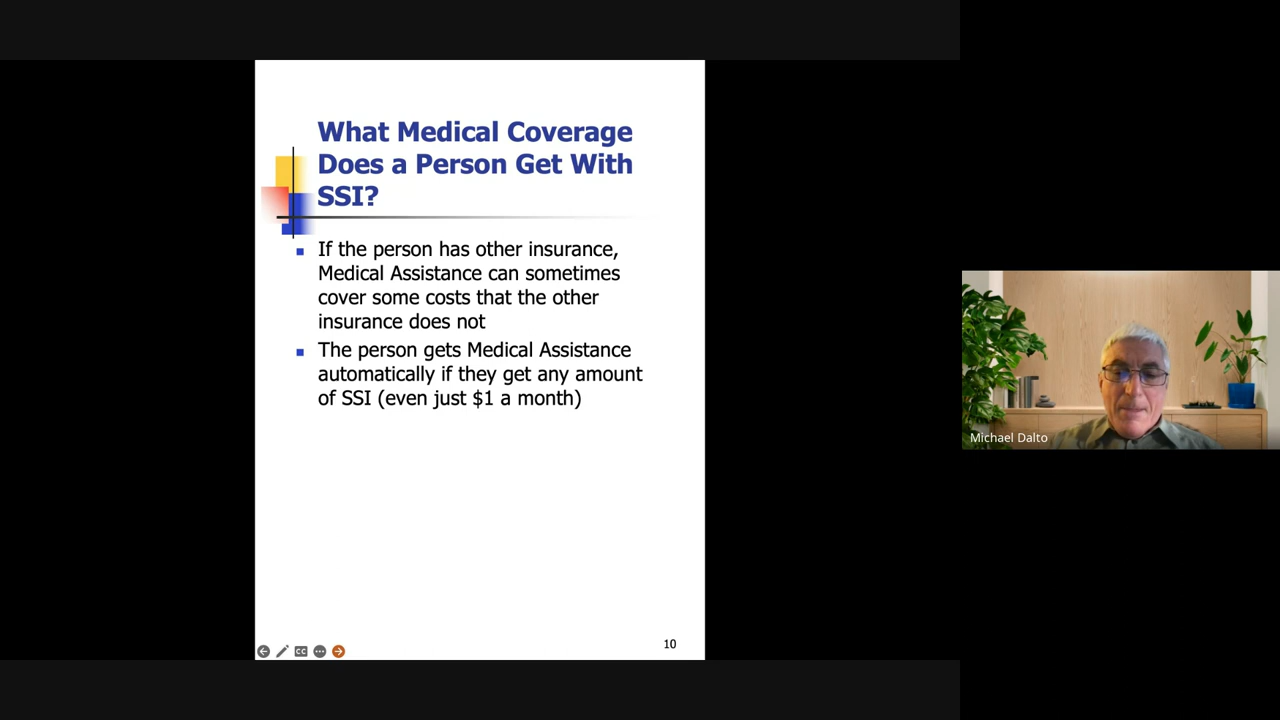 What Medical Coverage
Does a Person Get With
SSI?
If the person has other insurance,
Medical Assistance can sometimes
cover some costs that the other
insurance does not
The person gets Medical Assistance
automatically if they get any amount
of SSI (even just $1 a month)
10
CC
Michael Dalto